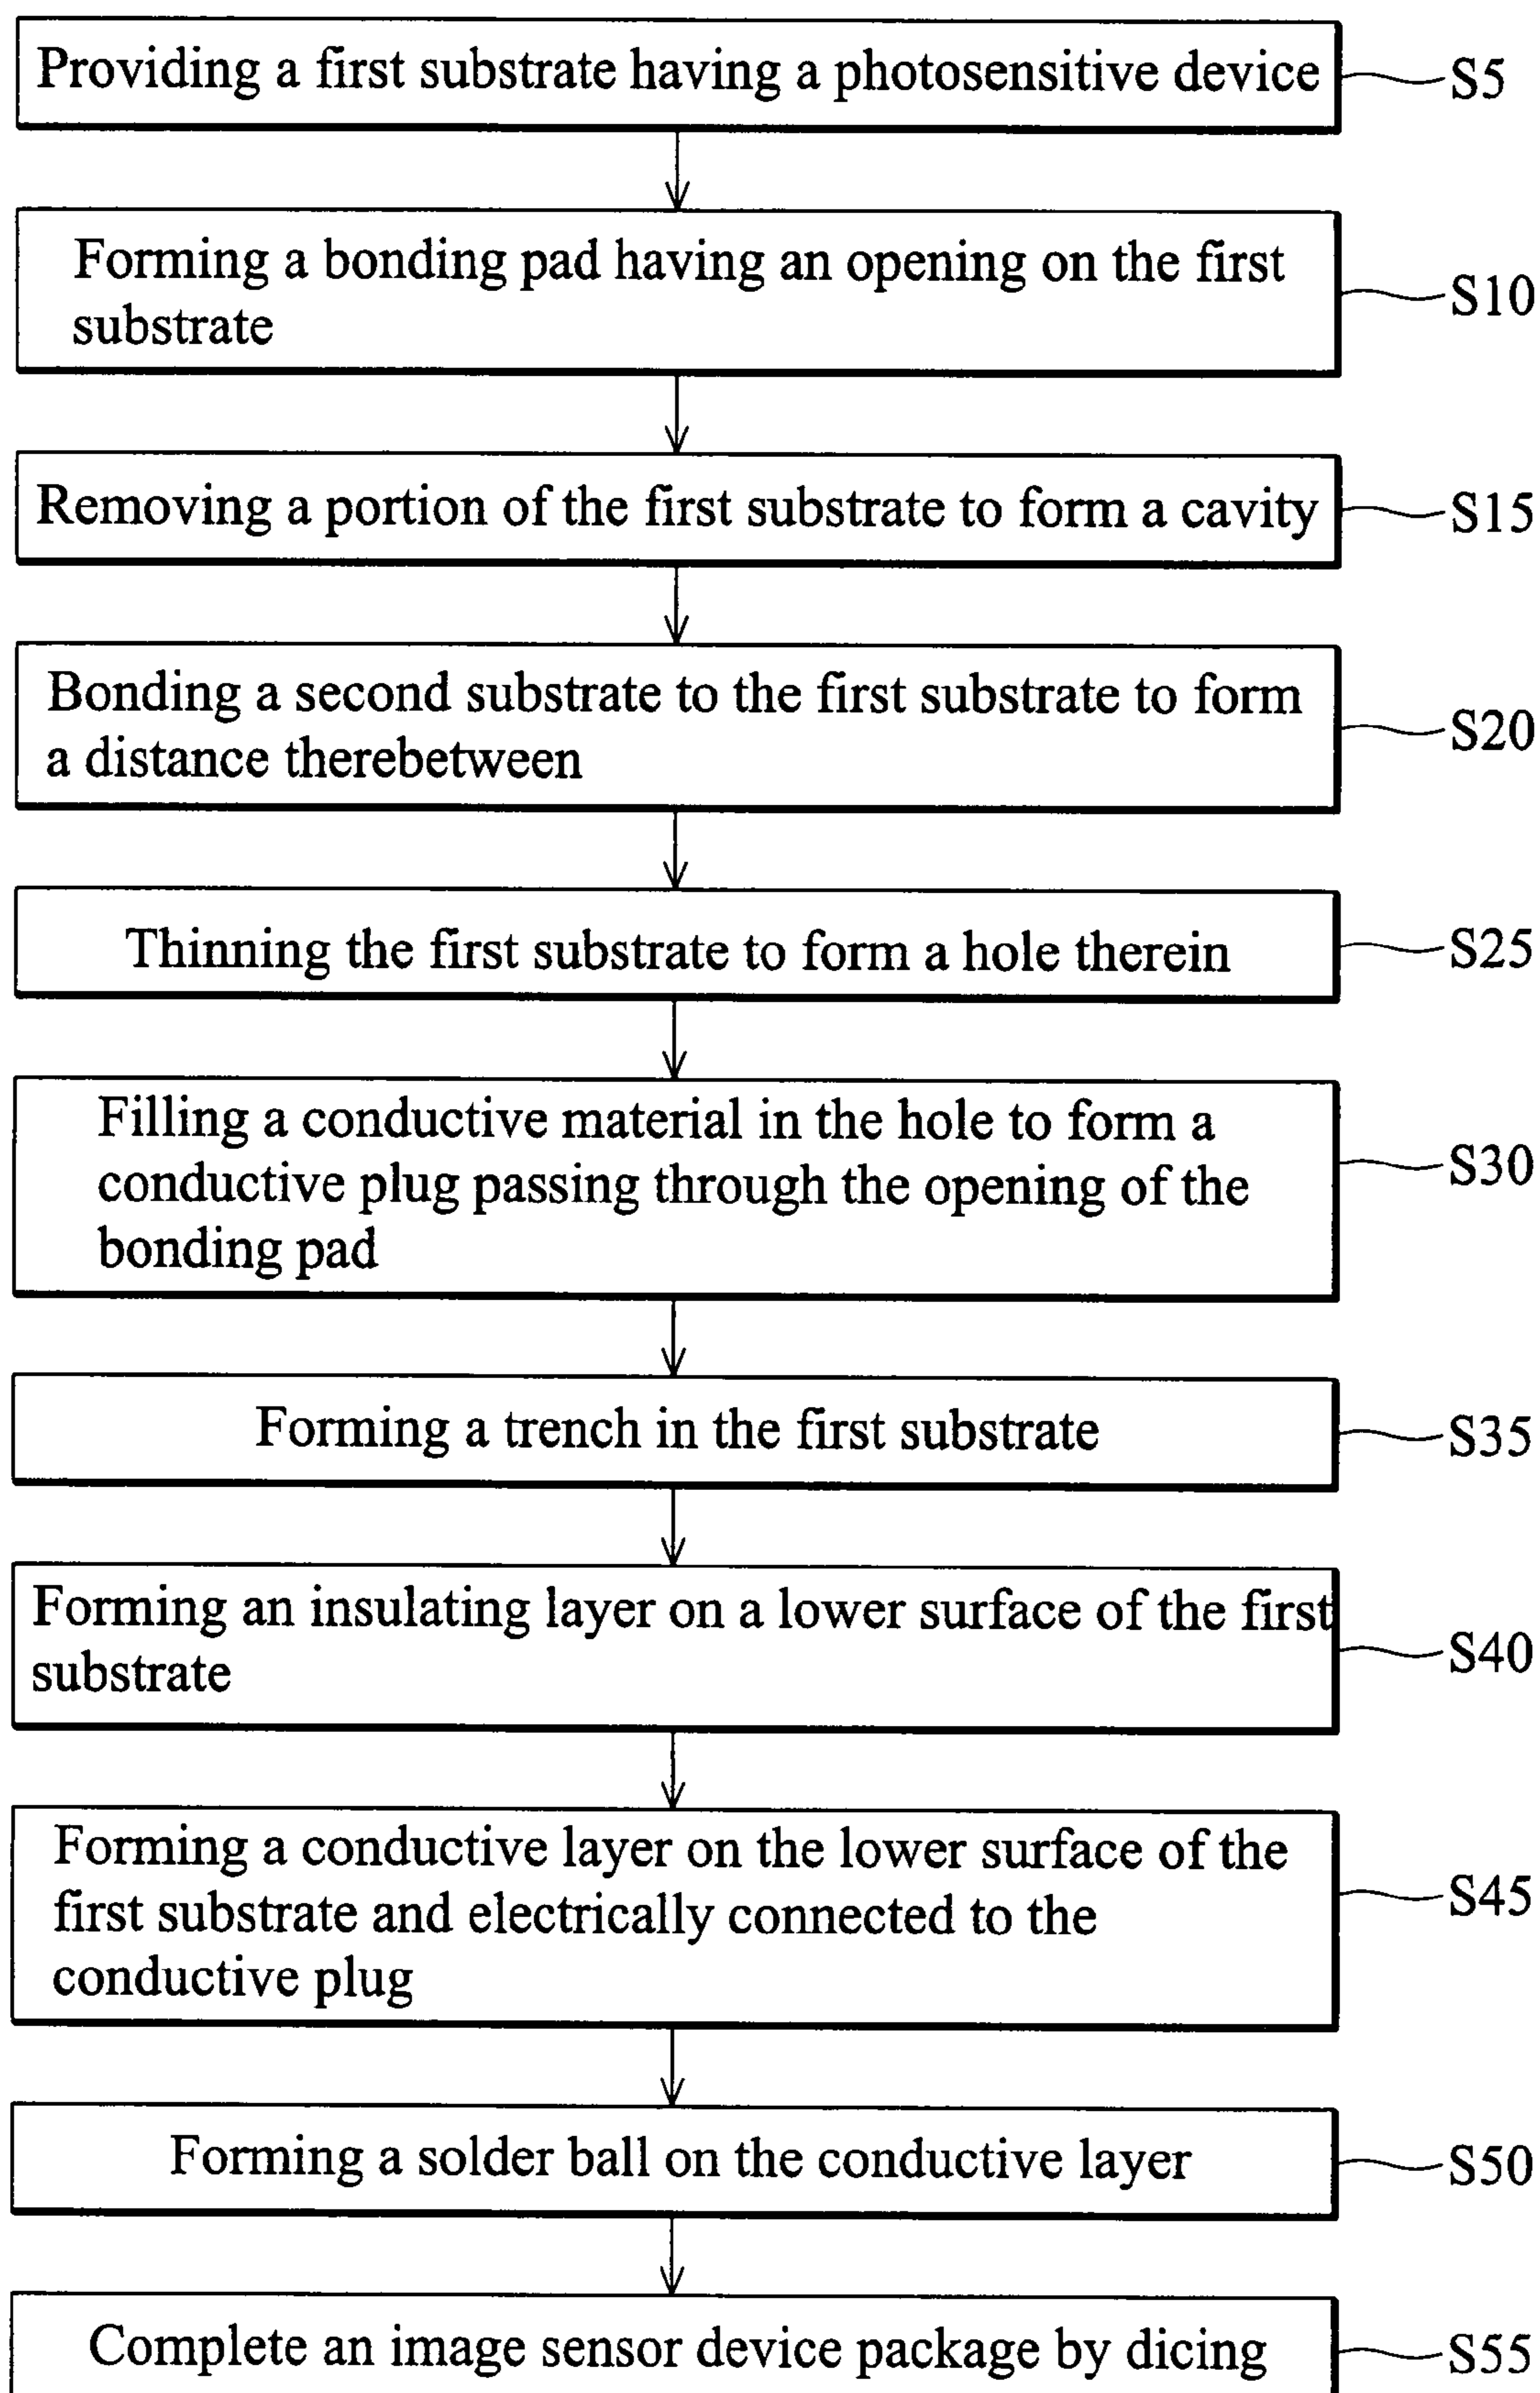 Providing a first substrate having a photosensitive device
S5
Forming a bonding pad having an opening on the first
substrate
S10
Removing a portion of the first substrate to form a cavity
S15
Bonding a second substrate to the first substrate to form
a distance therebetween
S20
Thinning the first substrate to form a hole therein
S25
Filling a conductive material in the hole to form a
conductive plug passing through the opening of the
bonding pad
S30
Forming a trench in the first substrate
S35
Forming an insulating layer on a lower surface of the first
substrate
S40
Forming a conductive layer on the lower surface of the
first substrate and electrically connected to the
conductive plug
S45
Forming a solder ball on the conductive layer
S50
Complete an image sensor device package by dicing
S55